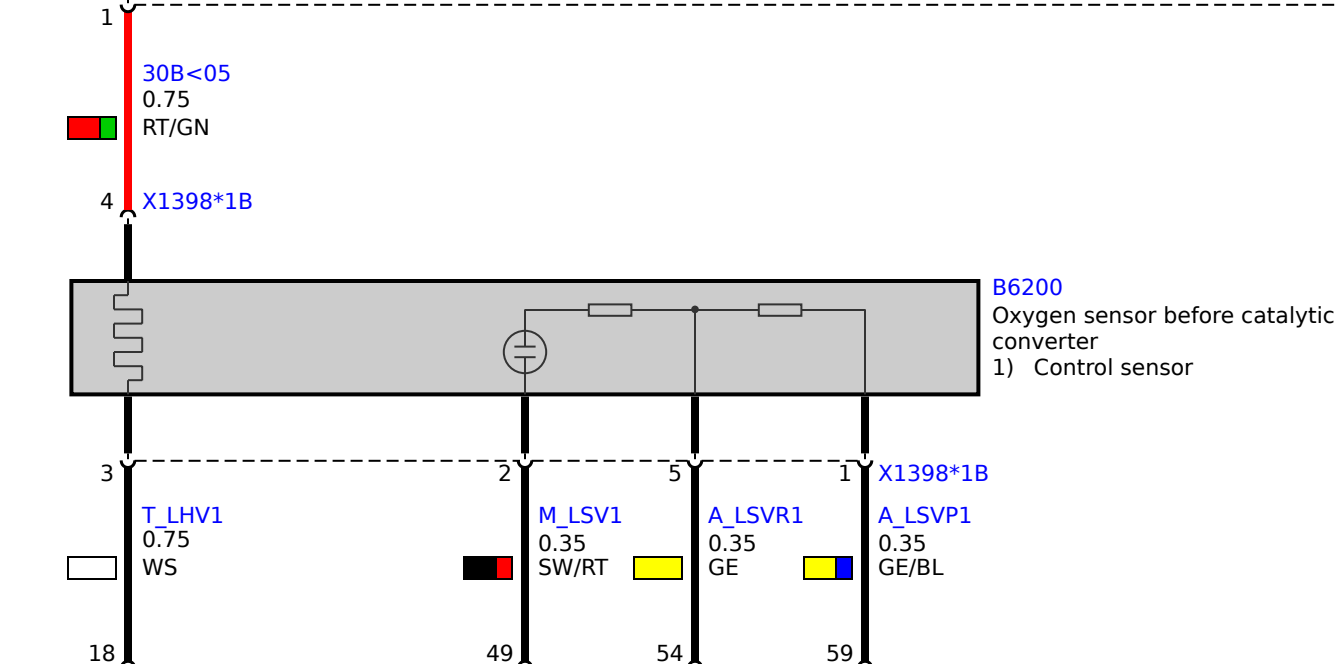 1
30B<05
0.75
RT/GN
4 X1398*1B
B6200
Oxygen sensor before catalytic
converter
1) Control sensor
3 2 5 1 X1398*1B
T_LHV1 M_LSV1 A_LSVR1 A_LSVP1
0.75 0.35 0.35 0.35
WS SW/RT GE GE/BL
18 49 54 59